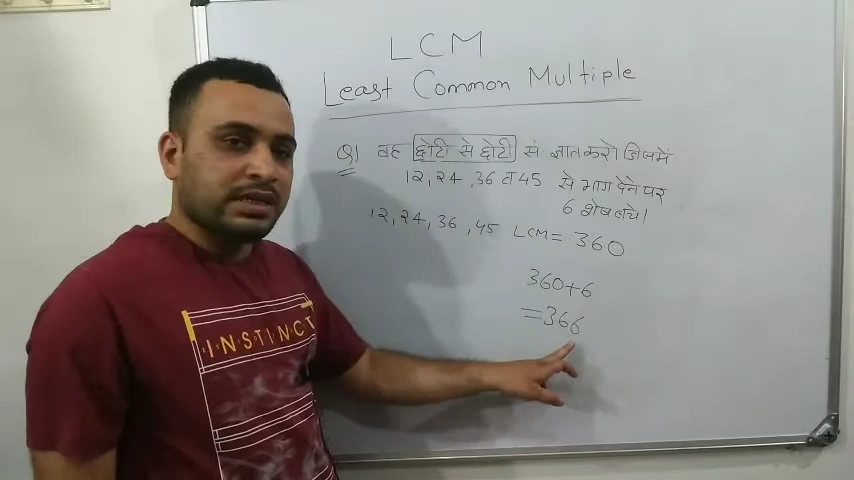 LCM
Least Common Multiple
Q1 वह छोटी से छोटी सं ज्ञात करो जिसमें
12, 24, 36 व 45 से भाग देने पर
6 शेष बचे।
12, 24, 36, 45 LCM = 360
360+6
=366
INSTINCT